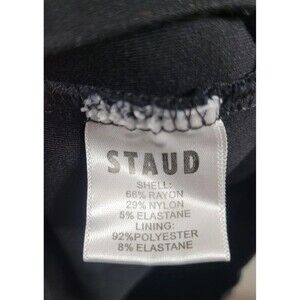 STAUD
SHELL:
66% RAYON
29% NYLON
5% ELASTANE
LINING:
92%POLYESTER
8% ELASTANE